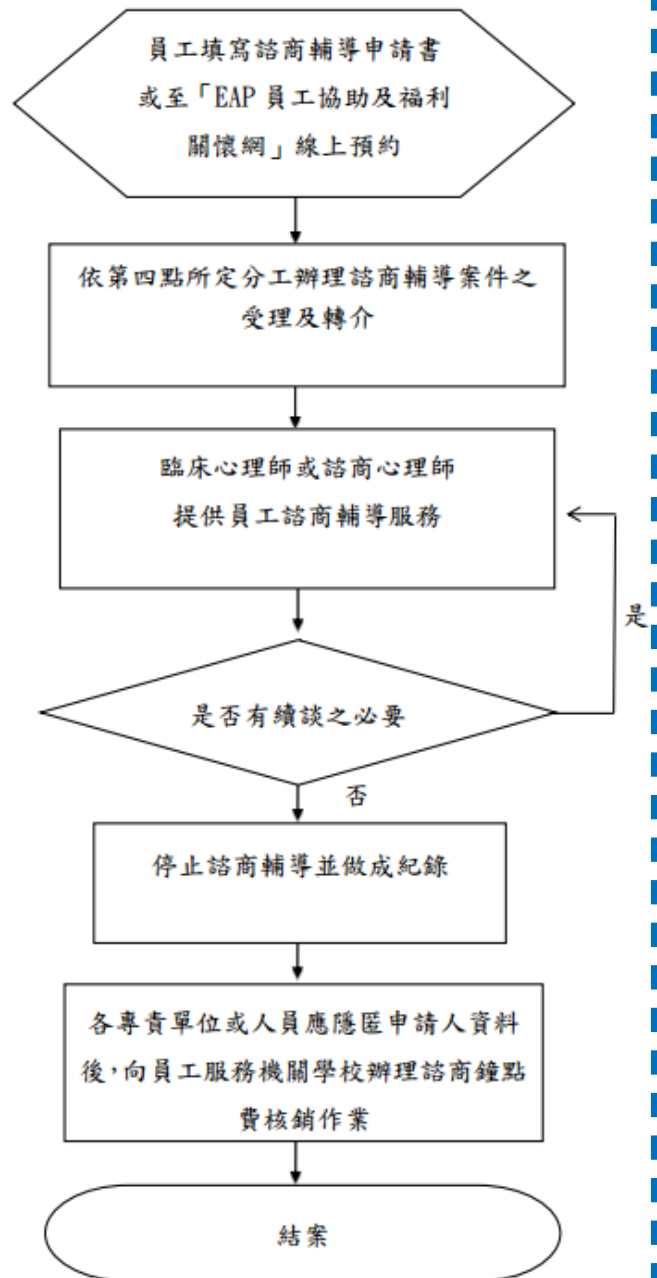 員工填寫諮商輔導申請書
或至「EAP 員工協助及福利
關懷網」線上預約
依第四點所定分工辦理諮商輔導案件之
受理及轉介
臨床心理師或諮商心理師
提供員工諮商輔導服務
是
是否有續談之必要
否
停止諮商輔導並做成紀錄
各專責單位或人員應隱匿申請人資料
後，向員工服務機關學校辦理諮商鐘點
費核銷作業
結案